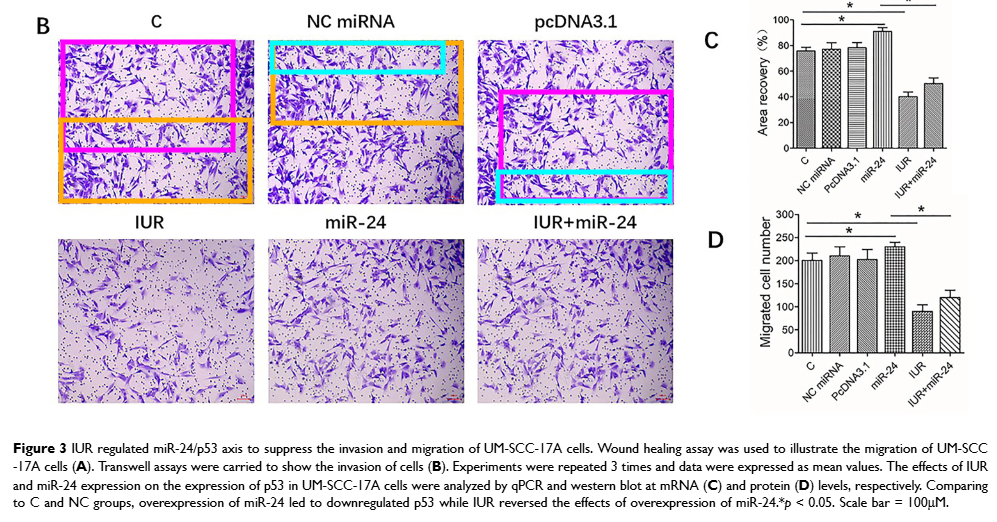 B
C
NC miRNA
pcDNA3.1
IUR
miR-24
IUR+miR-24
C
Area recovery (%)
100
80
60
40
20
0
*
*
*
C
NC miRNA
PcDNA3.1
miR-24
IUR
IUR+miR-24
D
Migrated cell number
300
250
200
150
100
50
0
*
*
*
C
NC miRNA
PcDNA3.1
miR-24
IUR
IUR+miR-24
Figure 3 IUR regulated miR-24/p53 axis to suppress the invasion and migration of UM-SCC-17A cells. Wound healing assay was used to illustrate the migration of UM-SCC
-17A cells (A). Transwell assays were carried to show the invasion of cells (B). Experiments were repeated 3 times and data were expressed as mean values. The effects of IUR
and miR-24 expression on the expression of p53 in UM-SCC-17A cells were analyzed by qPCR and western blot at mRNA (C) and protein (D) levels, respectively. Comparing
to C and NC groups, overexpression of miR-24 led to downregulated p53 while IUR reversed the effects of overexpression of miR-24.*p < 0.05. Scale bar = 100μM.